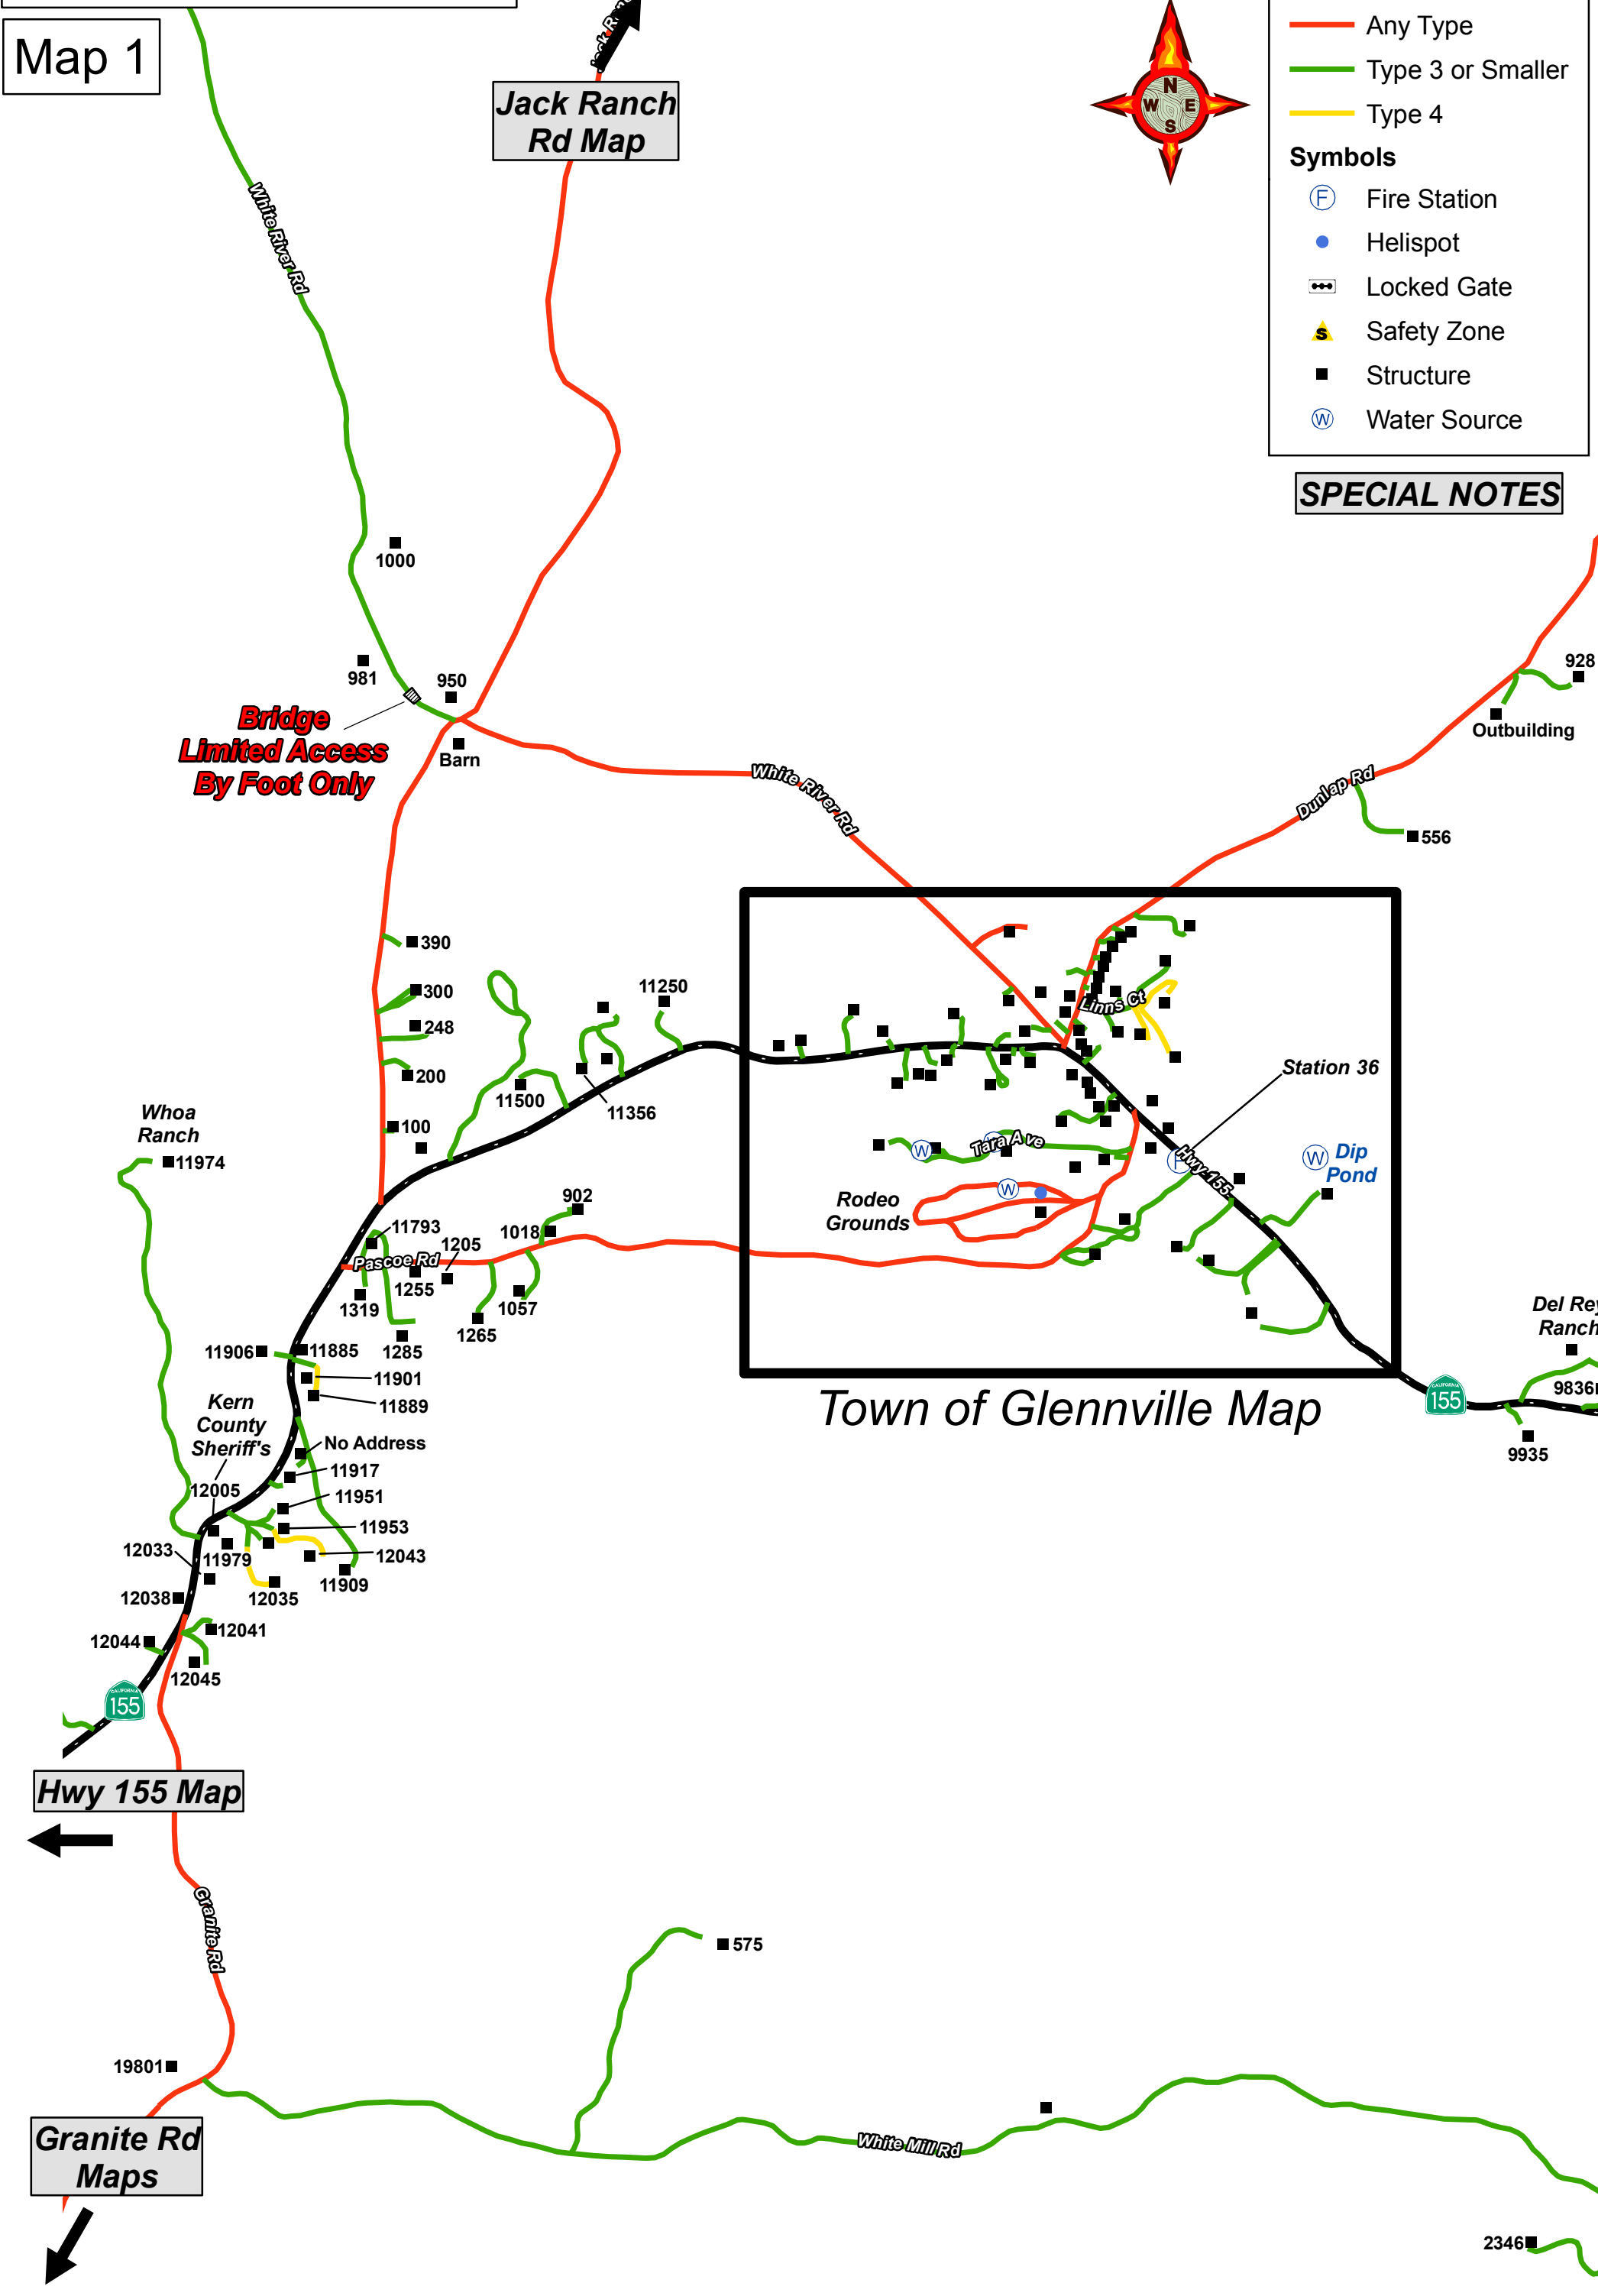 Map 1
Jack Ranch
Rd Map
N
W E
S
Any Type
Type 3 or Smaller
Type 4
Symbols
F Fire Station
Helispot
Locked Gate
S Safety Zone
Structure
W Water Source
SPECIAL NOTES
White River Rd
1000
981
950
Bridge
Limited Access
By Foot Only
Barn
White River Rd
Dunlap Rd
928
Outbuilding
556
390
300
248
200
100
11250
11500
11356
Linns Ct
Station 36
Whoa
Ranch
11974
Tara Ave
W
W
F
Hwy 155
W
Dip
Pond
W
Rodeo
Grounds
902
1018
11793
1205
Pascoe Rd
1255
1319
1057
1265
1285
11906
11885
11901
11889
Kern
County
Sheriff's
12005
No Address
11917
11951
11953
12033
11979
12043
11909
12038
12035
12041
12044
12045
Town of Glennville Map
Ranch
CALIFORNIA
155
9836
9935
CALIFORNIA
155
Hwy 155 Map
Granite Rd
575
19801
Granite Rd
Maps
White Mill Rd
2346